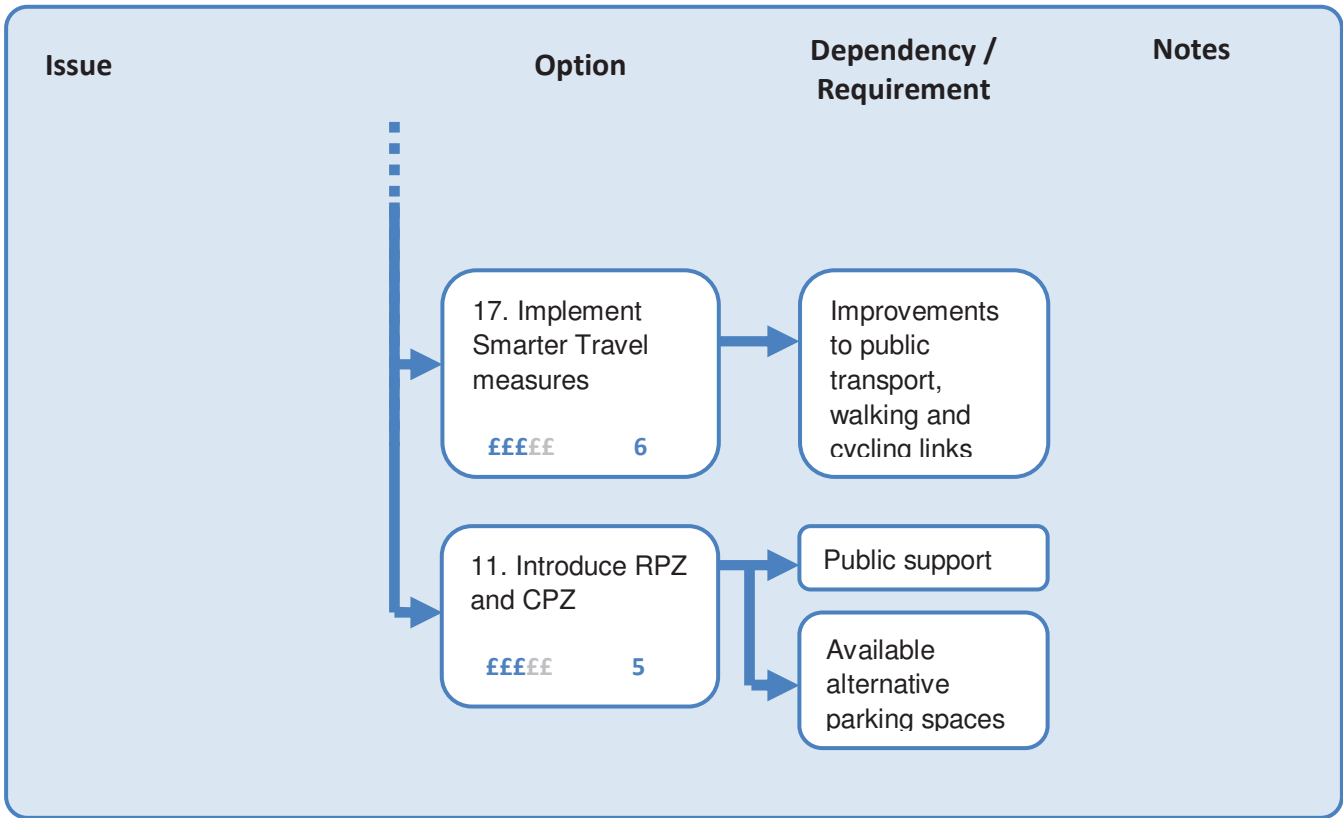 Issue
Option
Dependency /
Requirement
Notes
17. Implement
Smarter Travel
measures
£££££ 6
Improvements
to public
transport,
walking and
cycling links
11. Introduce RPZ
and CPZ
£££££ 5
Public support
Available
alternative
parking spaces